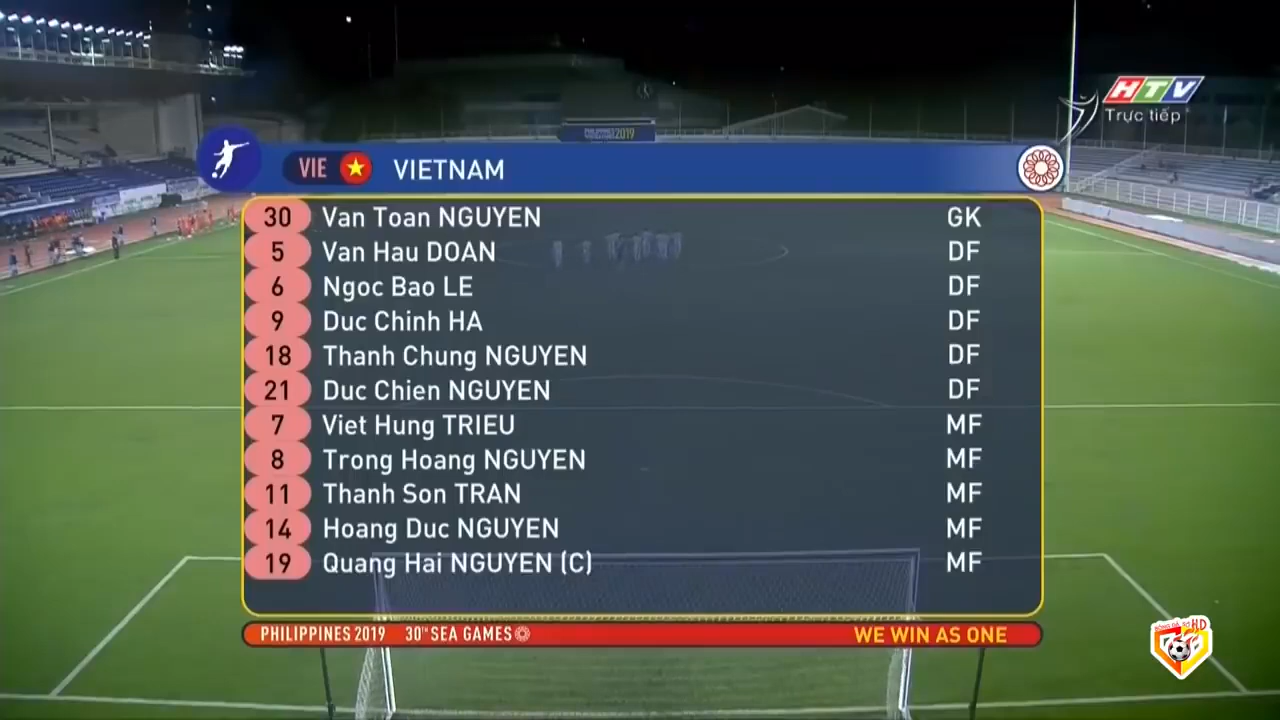 HTV
Trực tiếp
VIE VIETNAM
30 Van Toan NGUYEN GK
5 Van Hau DOAN DF
6 Ngoc Bao LE DF
9 Duc Chinh HA DF
18 Thanh Chung NGUYEN DF
21 Duc Chien NGUYEN DF
7 Viet Hung TRIEU MF
8 Trong Hoang NGUYEN MF
11 Thanh Son TRAN MF
14 Hoang Duc NGUYEN MF
19 Quang Hai NGUYEN (C) MF
PHILIPPINES 2019 30TH SEA GAMES WE WIN AS ONE
HD